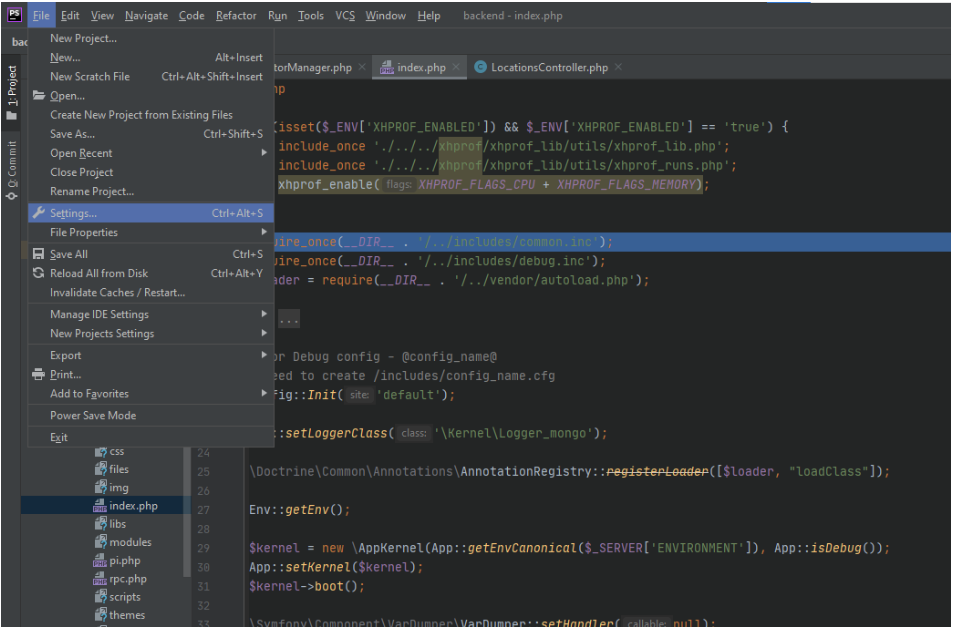 PS File Edit View Navigate Code Refactor Run Tools VCS Window Help backend - index.php
bac
New Project...
New... Alt+Insert
New Scratch File Ctrl+Alt+Shift+Insert
Open...
Create New Project from Existing Files
Save As... Ctrl+Shift+S
Open Recent
Close Project
Rename Project...
Settings... Ctrl+Alt+S
File Properties
Save All Ctrl+S
Reload All from Disk Ctrl+Alt+Y
Invalidate Caches / Restart...
Manage IDE Settings
New Projects Settings
Export
Print...
Add to Favorites
Power Save Mode
Exit
1: Project
Commit
css
files
img
index.php
libs
modules
pi.php
rpc.php
scripts
themes
torManager.php index.php LocationsController.php
hp
(isset($_ENV['XHPROF_ENABLED']) && $_ENV['XHPROF_ENABLED'] == 'true') {
include_once './../../xhprof/xhprof_lib/utils/xhprof_lib.php';
include_once './../../xhprof/xhprof_lib/utils/xhprof_runs.php';
xhprof_enable( flags: XHPROF_FLAGS_CPU + XHPROF_FLAGS_MEMORY);
uire_once(__DIR__ . '/../includes/common.inc');
uire_once(__DIR__ . '/../includes/debug.inc');
ader = require(__DIR__ . '/../vendor/autoload.php');
...
or Debug config - @config_name@
eed to create /includes/config_name.cfg
fig::Init( site: 'default');
::setLoggerClass( class: '\Kernel\Logger_mongo');
24
25 \Doctrine\Common\Annotations\AnnotationRegistry::registerLoader([$loader, "loadClass"]);
26
27 Env::getEnv();
28
29 $kernel = new \AppKernel(App::getEnvCanonical($_SERVER['ENVIRONMENT']), App::isDebug());
30 App::setKernel($kernel);
31 $kernel->boot();
32
33 \Symfony\Component\VarDumper\VarDumper::setHandler( callable: null);